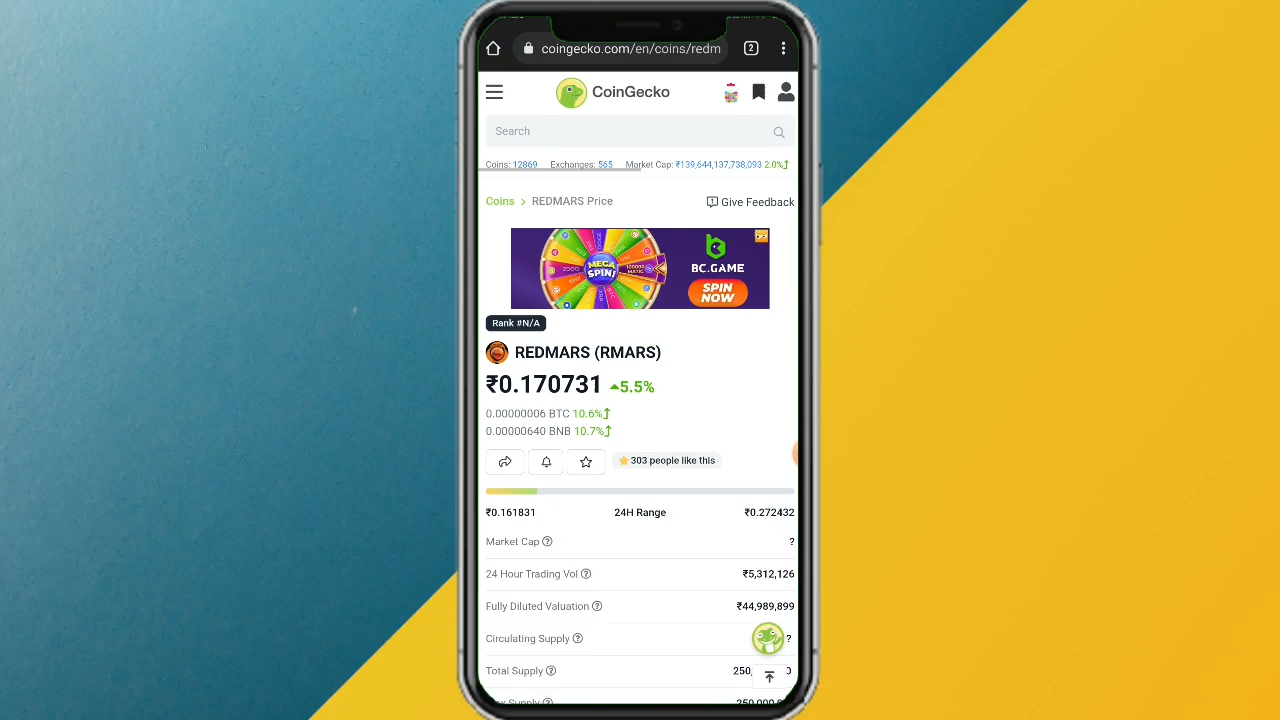 coingecko.com/en/coins/redm
2
CoinGecko
Search
Coins: 12869 Exchanges: 565 Market Cap: ₹139,644,137,738,093 2.0%
Coins > REDMARS Price
Give Feedback
MEGA SPIN!
BC.GAME
SPIN NOW
Rank #N/A
REDMARS (RMARS)
₹0.170731 5.5%
0.00000006 BTC 10.6%
0.00000640 BNB 10.7%
303 people like this
₹0.161831 24H Range ₹0.272432
Market Cap ?
24 Hour Trading Vol ₹5,312,126
Fully Diluted Valuation ₹44,989,899
Circulating Supply ?
Total Supply